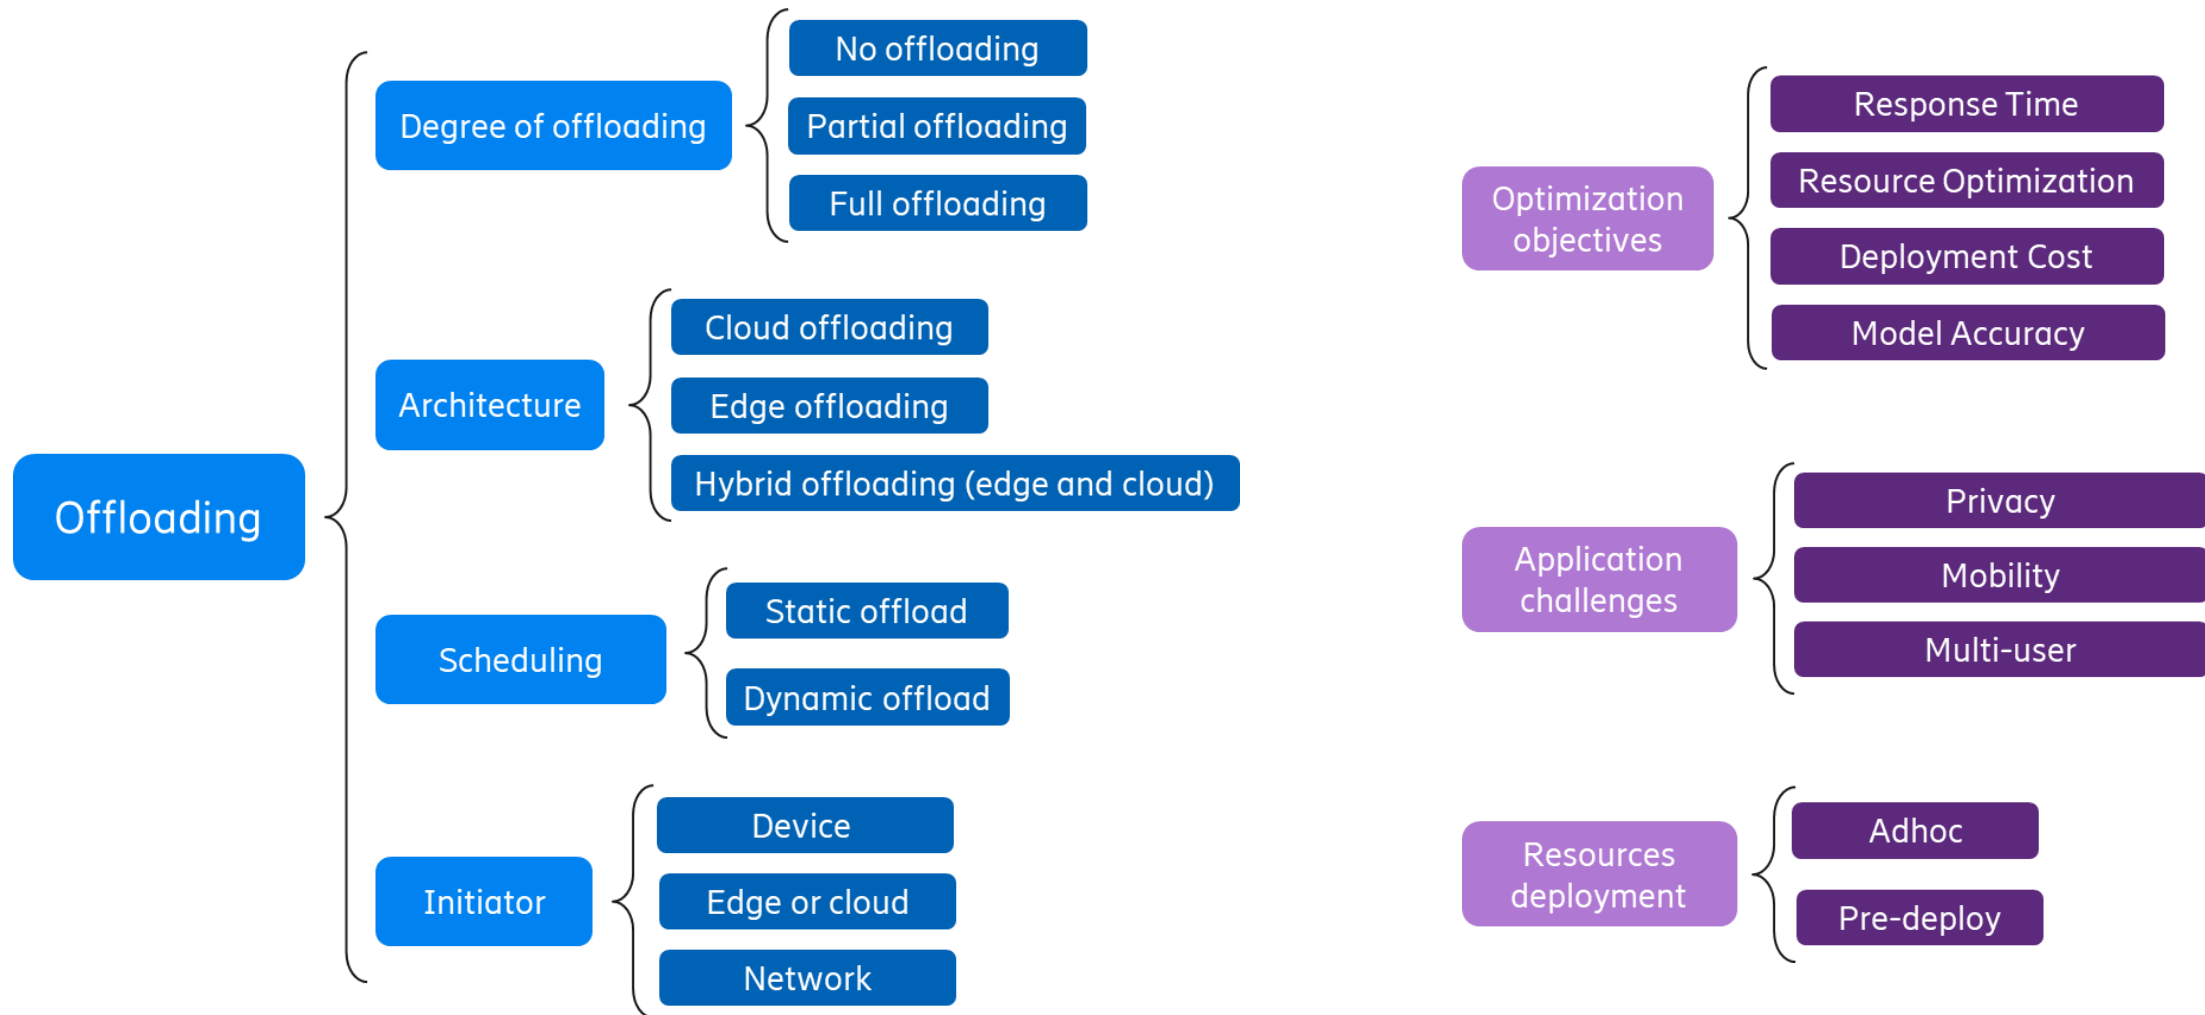 Offloading
Degree of offloading
No offloading
Partial offloading
Full offloading
Architecture
Cloud offloading
Edge offloading
Hybrid offloading (edge and cloud)
Scheduling
Static offload
Dynamic offload
Initiator
Device
Edge or cloud
Network
Optimization
objectives
Response Time
Resource Optimization
Deployment Cost
Model Accuracy
Application
challenges
Privacy
Mobility
Multi-user
Resources
deployment
Adhoc
Pre-deploy